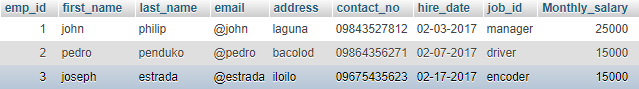 emp_id first_name last_name email address contact_no hire_date job_id Monthly_salary
1 john philip @john laguna 09843527812 02-03-2017 manager 25000
2 pedro penduko @pedro bacolod 09864356271 02-07-2017 driver 15000
3 joseph estrada @estrada iloilo 09675435623 02-17-2017 encoder 15000